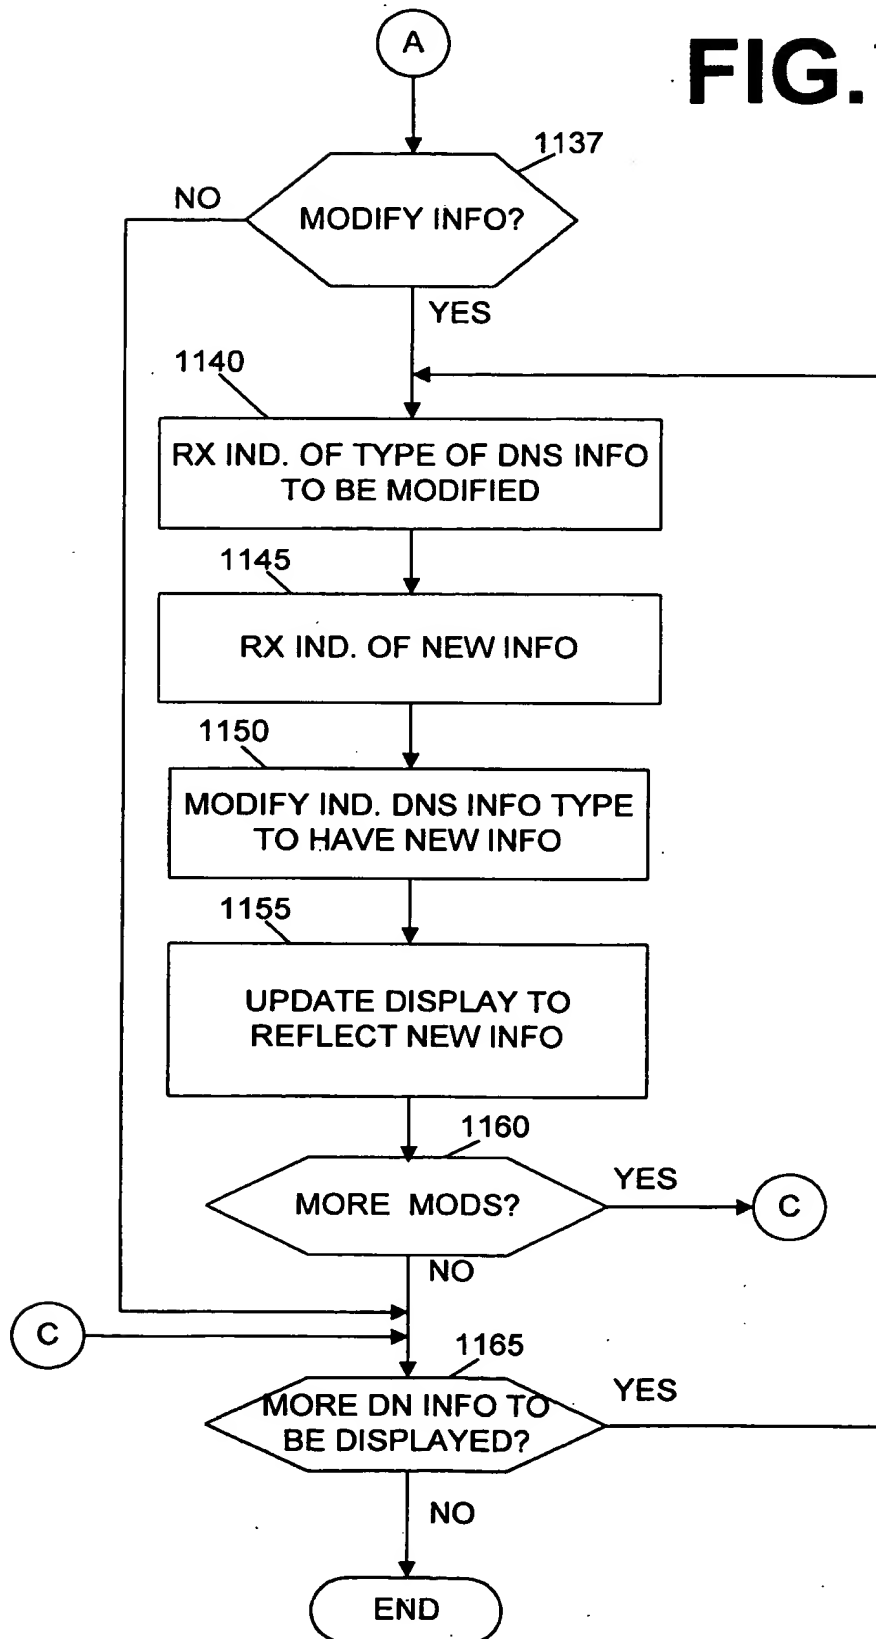 A
FIG.
1137
NO
MODIFY INFO?
YES
1140
RX IND. OF TYPE OF DNS INFO
TO BE MODIFIED
1145
RX IND. OF NEW INFO
1150
MODIFY IND. DNS INFO TYPE
TO HAVE NEW INFO
1155
UPDATE DISPLAY TO
REFLECT NEW INFO
1160
MORE MODS?
YES
C
NO
C
1165
MORE DN INFO TO
BE DISPLAYED?
YES
NO
END